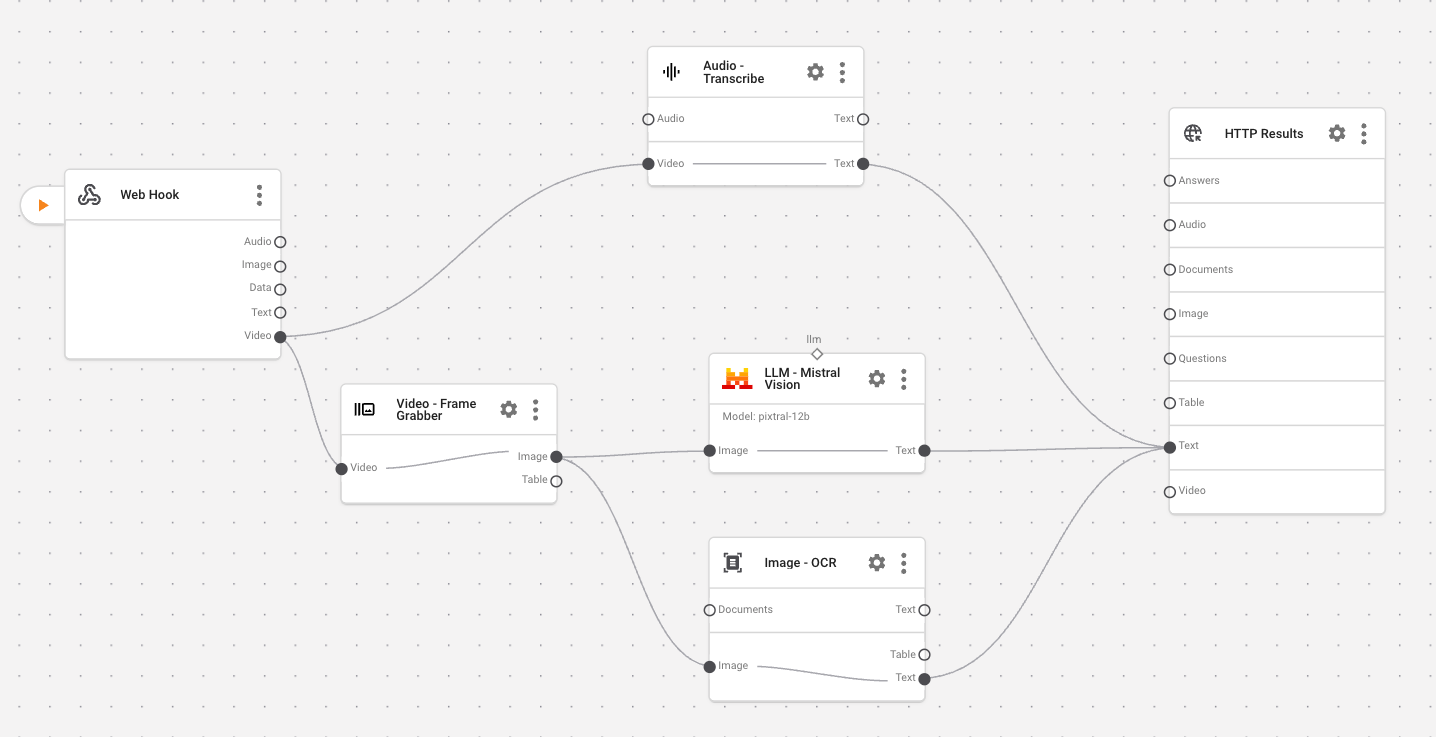 Web Hook
Audio
Image
Data
Text
Video
Audio -
Transcribe
Audio
Text
Video
Text
Video - Frame
Grabber
Video
Image
Table
llm
LLM - Mistral
Vision
Model: pixtral-12b
Image
Text
Image - OCR
Documents
Text
Table
Image
Text
HTTP Results
Answers
Audio
Documents
Image
Questions
Table
Text
Video